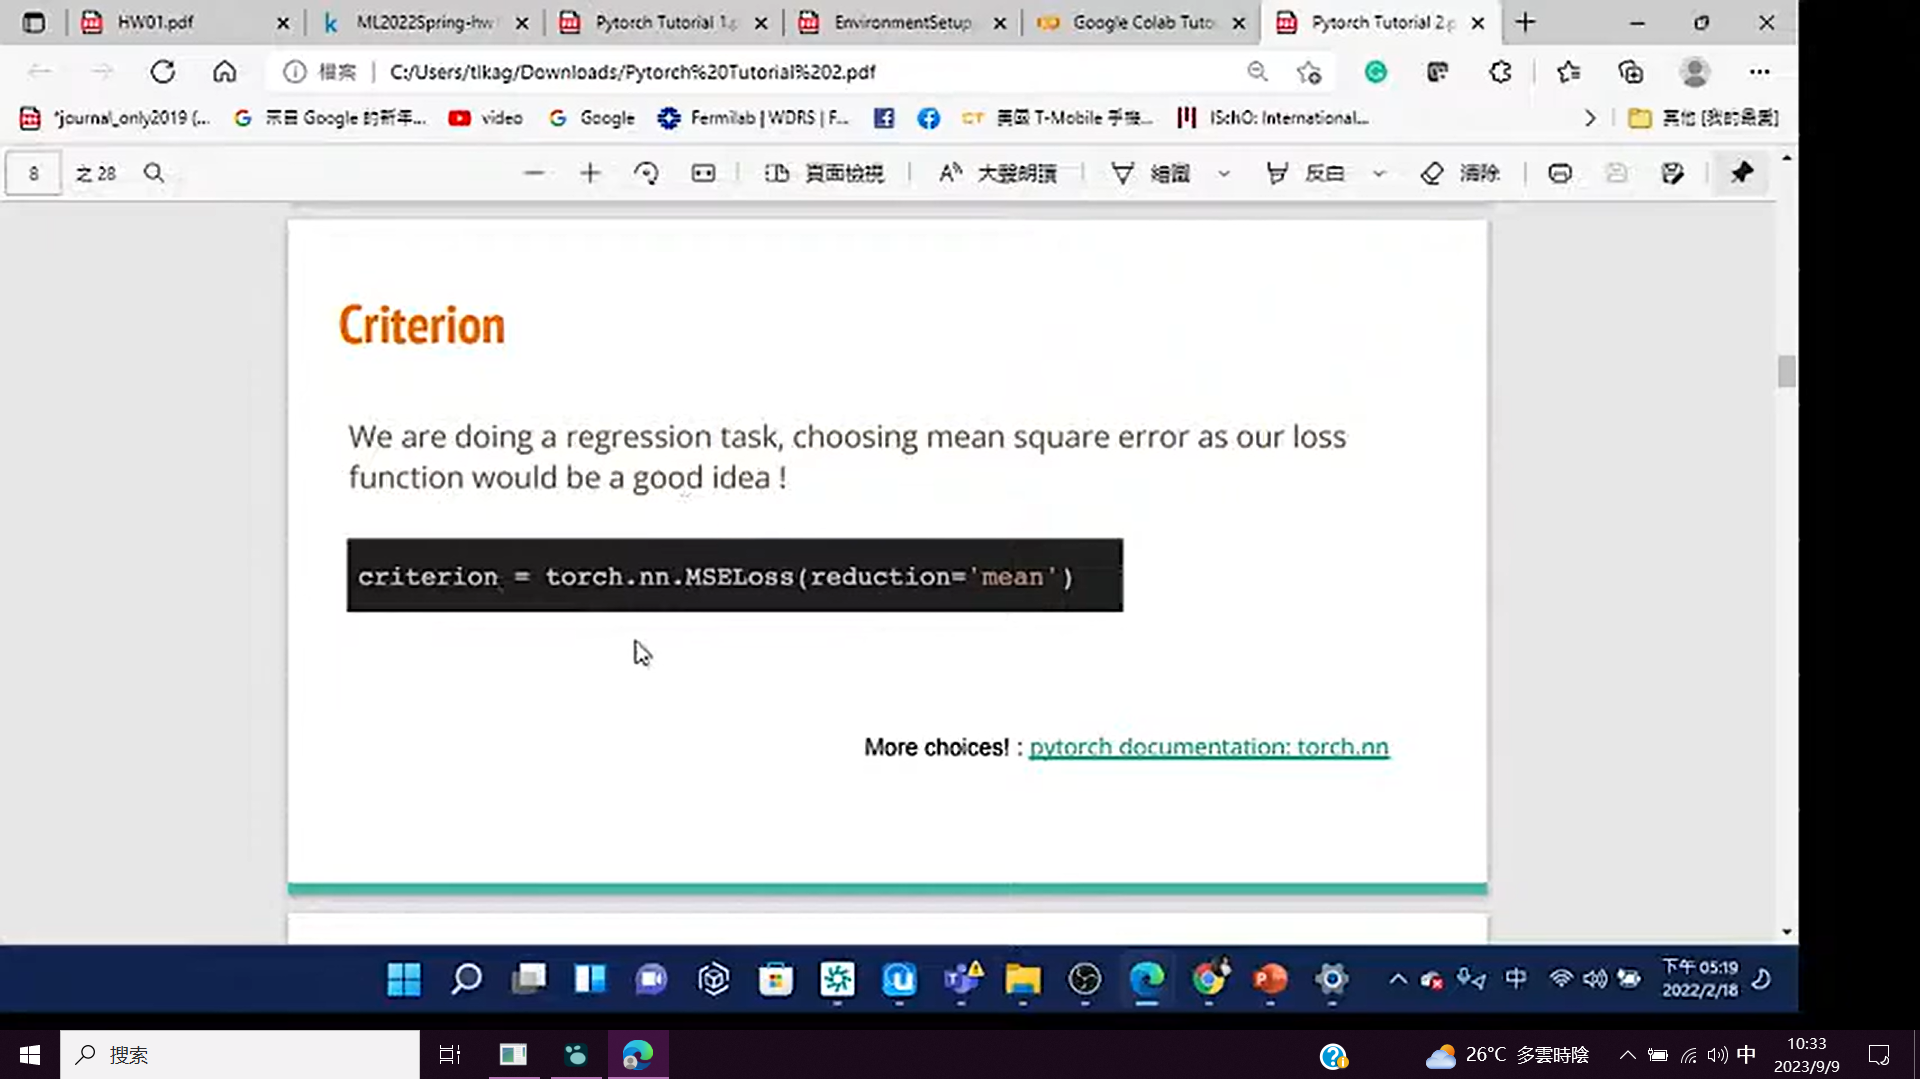 HW01.pdf
ML2022Spring-hw
Pytorch Tutorial 1.p
EnvironmentSetup
Google Colab Tuto
Pytorch Tutorial 2.p
檔案 | C:/Users/tlkag/Downloads/Pytorch%20Tutorial%202.pdf
*journal_only2019 (...
來自 Google 的新年...
video
Google
Fermilab | WDRS | F...
美國 T-Mobile 手機...
ISchO: International...
其他 [我的最愛]
8 之 28
頁面檢視
大聲朗讀
繪圖
反白
清除
Criterion
We are doing a regression task, choosing mean square error as our loss
function would be a good idea !
criterion = torch.nn.MSELoss(reduction='mean')
More choices! : pytorch documentation: torch.nn
中
下午 05:19
2022/2/18
搜索
26°C 多雲時陰
中
10:33
2023/9/9